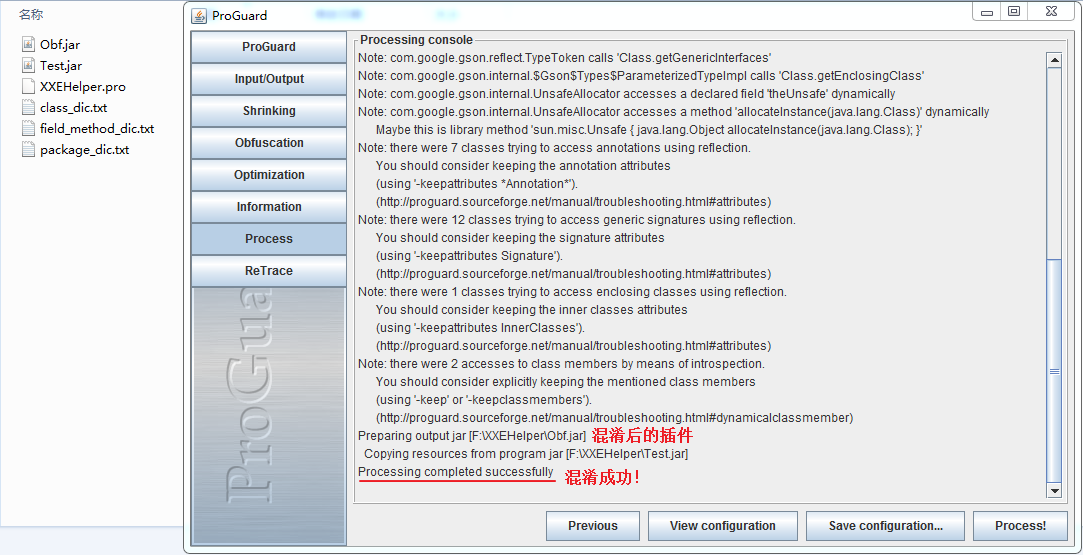 名称
Obf.jar
Test.jar
XXEHelper.pro
class_dic.txt
field_method_dic.txt
package_dic.txt
ProGuard
ProGuard
Input/Output
Shrinking
Obfuscation
Optimization
Information
Process
ReTrace
ProGua
Processing console
Note: com.google.gson.reflect.TypeToken calls 'Class.getGenericInterfaces'
Note: com.google.gson.internal.$Gson$Types$ParameterizedTypeImpl calls 'Class.getEnclosingClass'
Note: com.google.gson.internal.UnsafeAllocator accesses a declared field 'theUnsafe' dynamically
Note: com.google.gson.internal.UnsafeAllocator accesses a method 'allocateInstance(java.lang.Class)' dynamically
Maybe this is library method 'sun.misc.Unsafe { java.lang.Object allocateInstance(java.lang.Class); }'
Note: there were 7 classes trying to access annotations using reflection.
You should consider keeping the annotation attributes
(using '-keepattributes *Annotation*').
(http://proguard.sourceforge.net/manual/troubleshooting.html#attributes)
Note: there were 12 classes trying to access generic signatures using reflection.
You should consider keeping the signature attributes
(using '-keepattributes Signature').
(http://proguard.sourceforge.net/manual/troubleshooting.html#attributes)
Note: there were 1 classes trying to access enclosing classes using reflection.
You should consider keeping the inner classes attributes
(using '-keepattributes InnerClasses').
(http://proguard.sourceforge.net/manual/troubleshooting.html#attributes)
Note: there were 2 accesses to class members by means of introspection.
You should consider explicitly keeping the mentioned class members
(using '-keep' or '-keepclassmembers').
(http://proguard.sourceforge.net/manual/troubleshooting.html#dynamicalclassmember)
Preparing output jar [F:\XXEHelper\Obf.jar] 混淆后的插件
Copying resources from program jar [F:\XXEHelper\Test.jar]
Processing completed successfully 混淆成功!
Previous
View configuration
Save configuration...
Process!